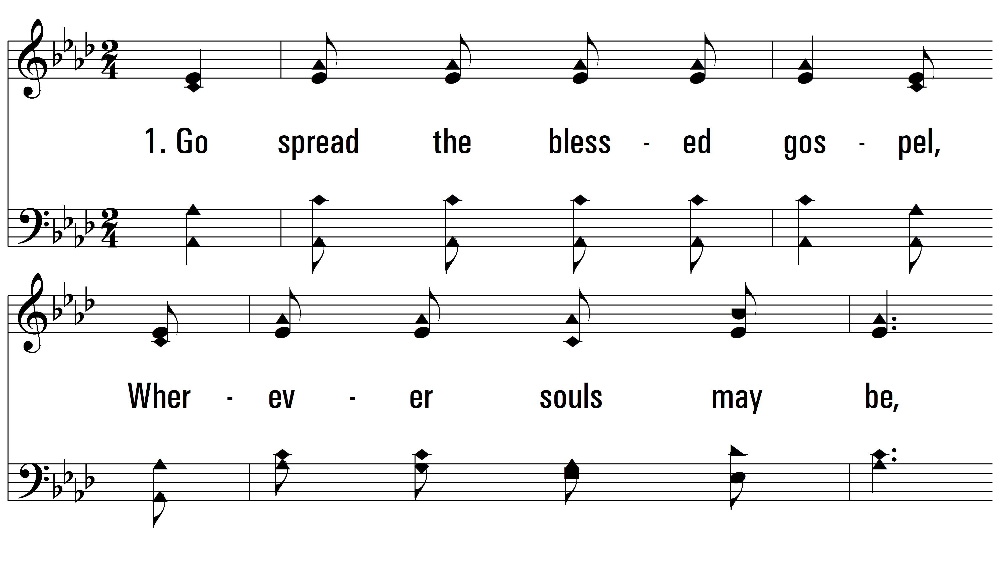 1. Go spread the bless - ed gos - pel,
Wher - ev - er souls may be,